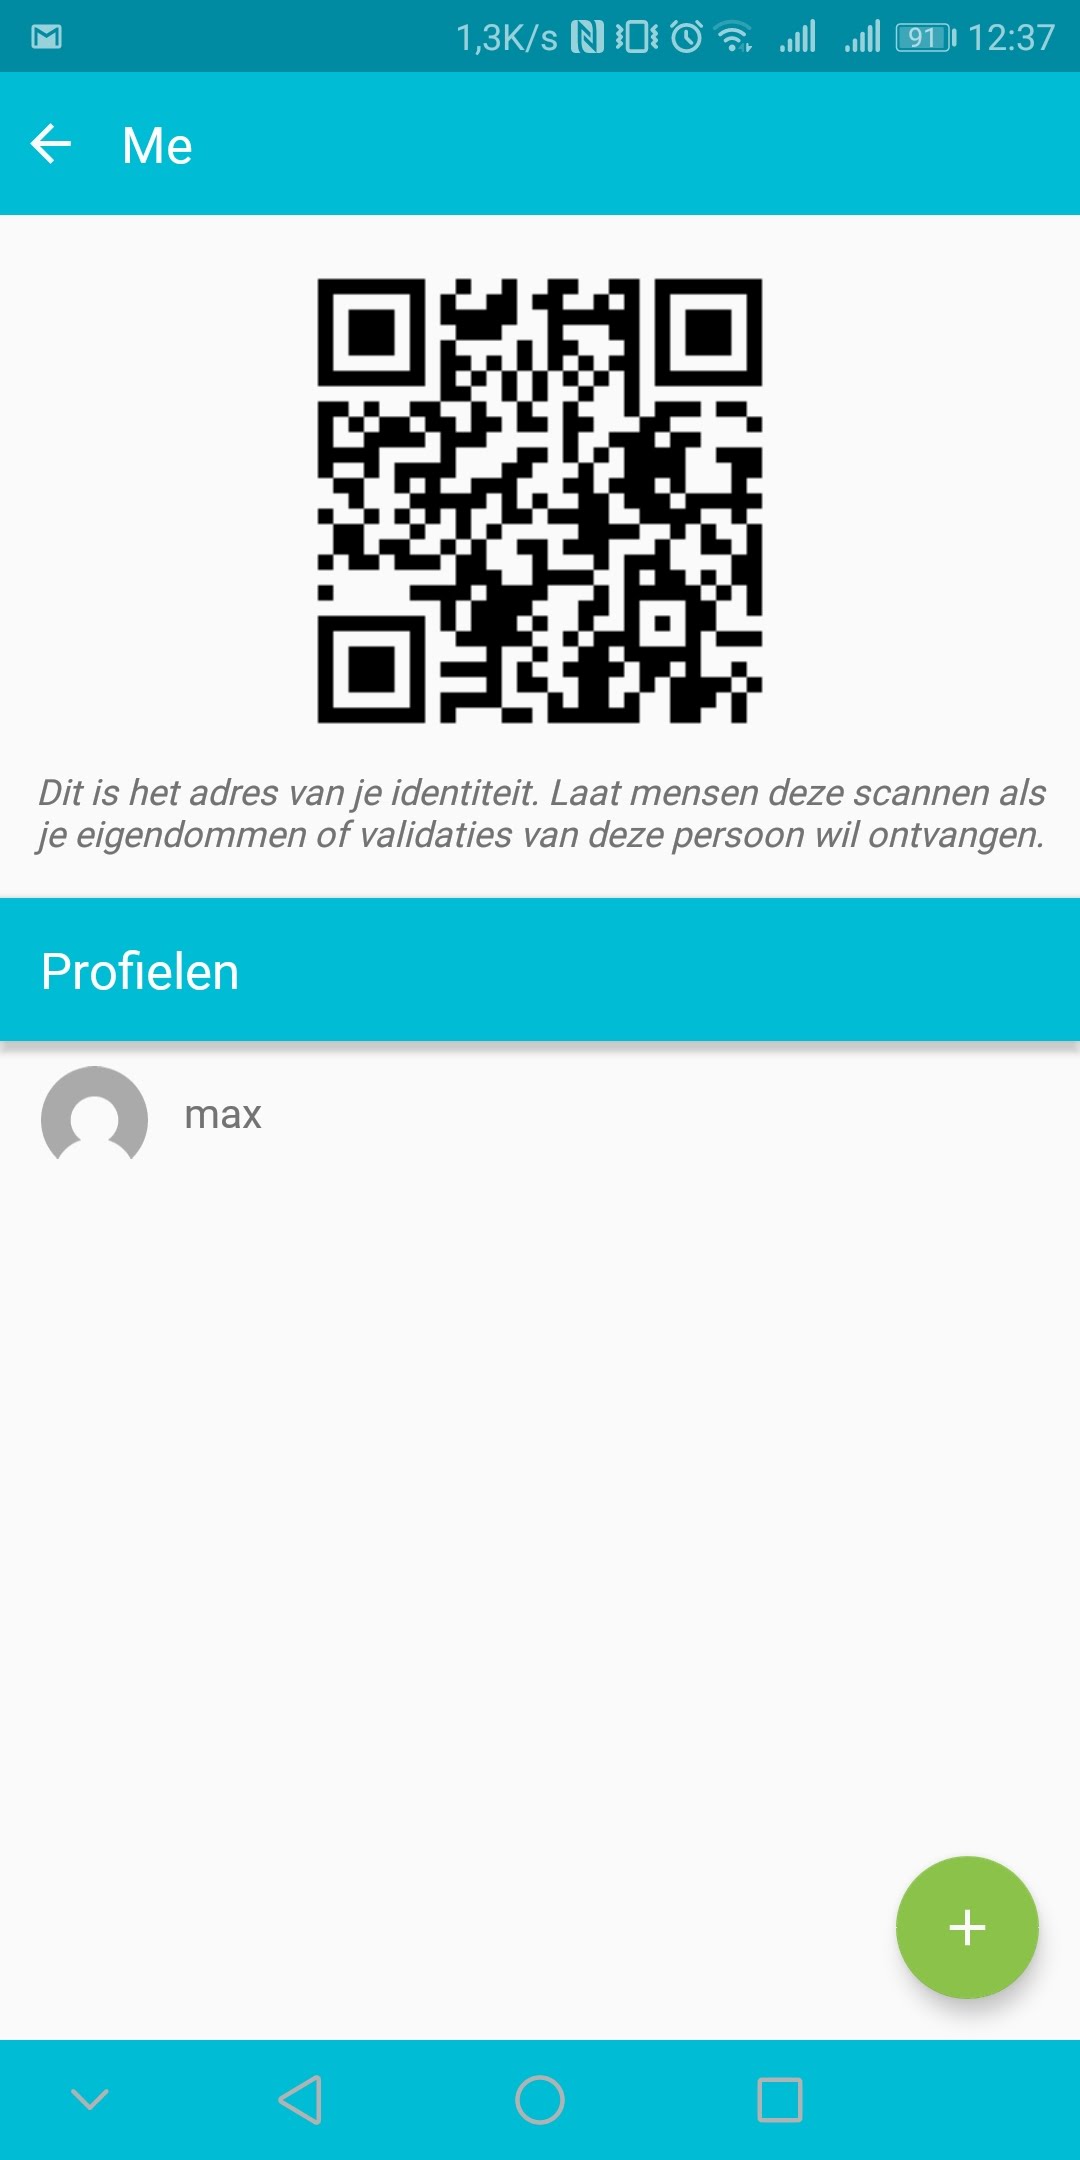 1,3K/s 91 12:37
Me
Dit is het adres van je identiteit. Laat mensen deze scannen als
je eigendommen of validaties van deze persoon wil ontvangen.
Profielen
max